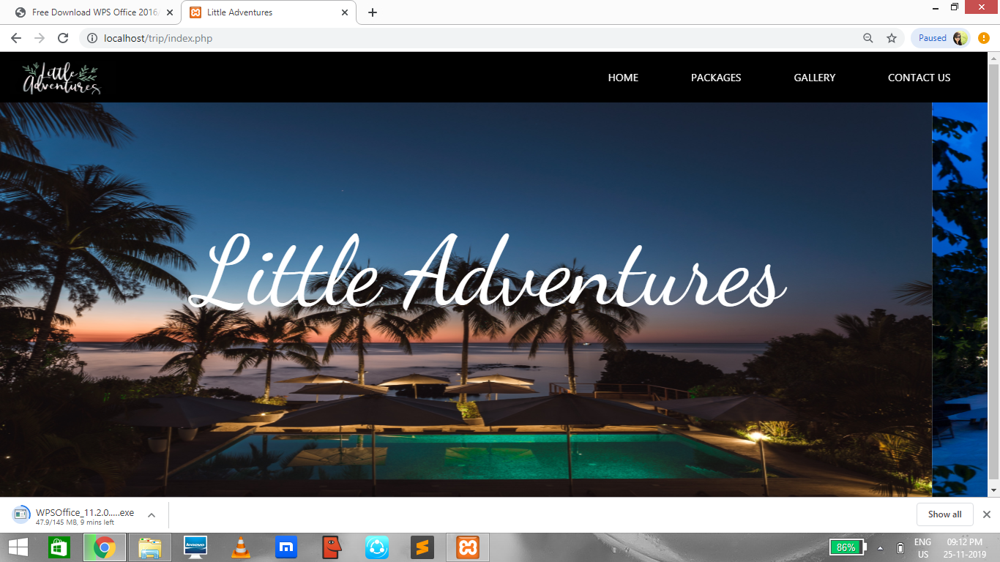 Free Download WPS Office 2016
Little Adventures
localhost/trip/index.php
Paused
Little Adventures
HOME
PACKAGES
GALLERY
CONTACT US
Little Adventures
WPSOffice_11.2.0.....exe
47.9/145 MB, 9 mins left
Show all
lenovo
m
S
86%
ENG
US
09:12 PM
25-11-2019